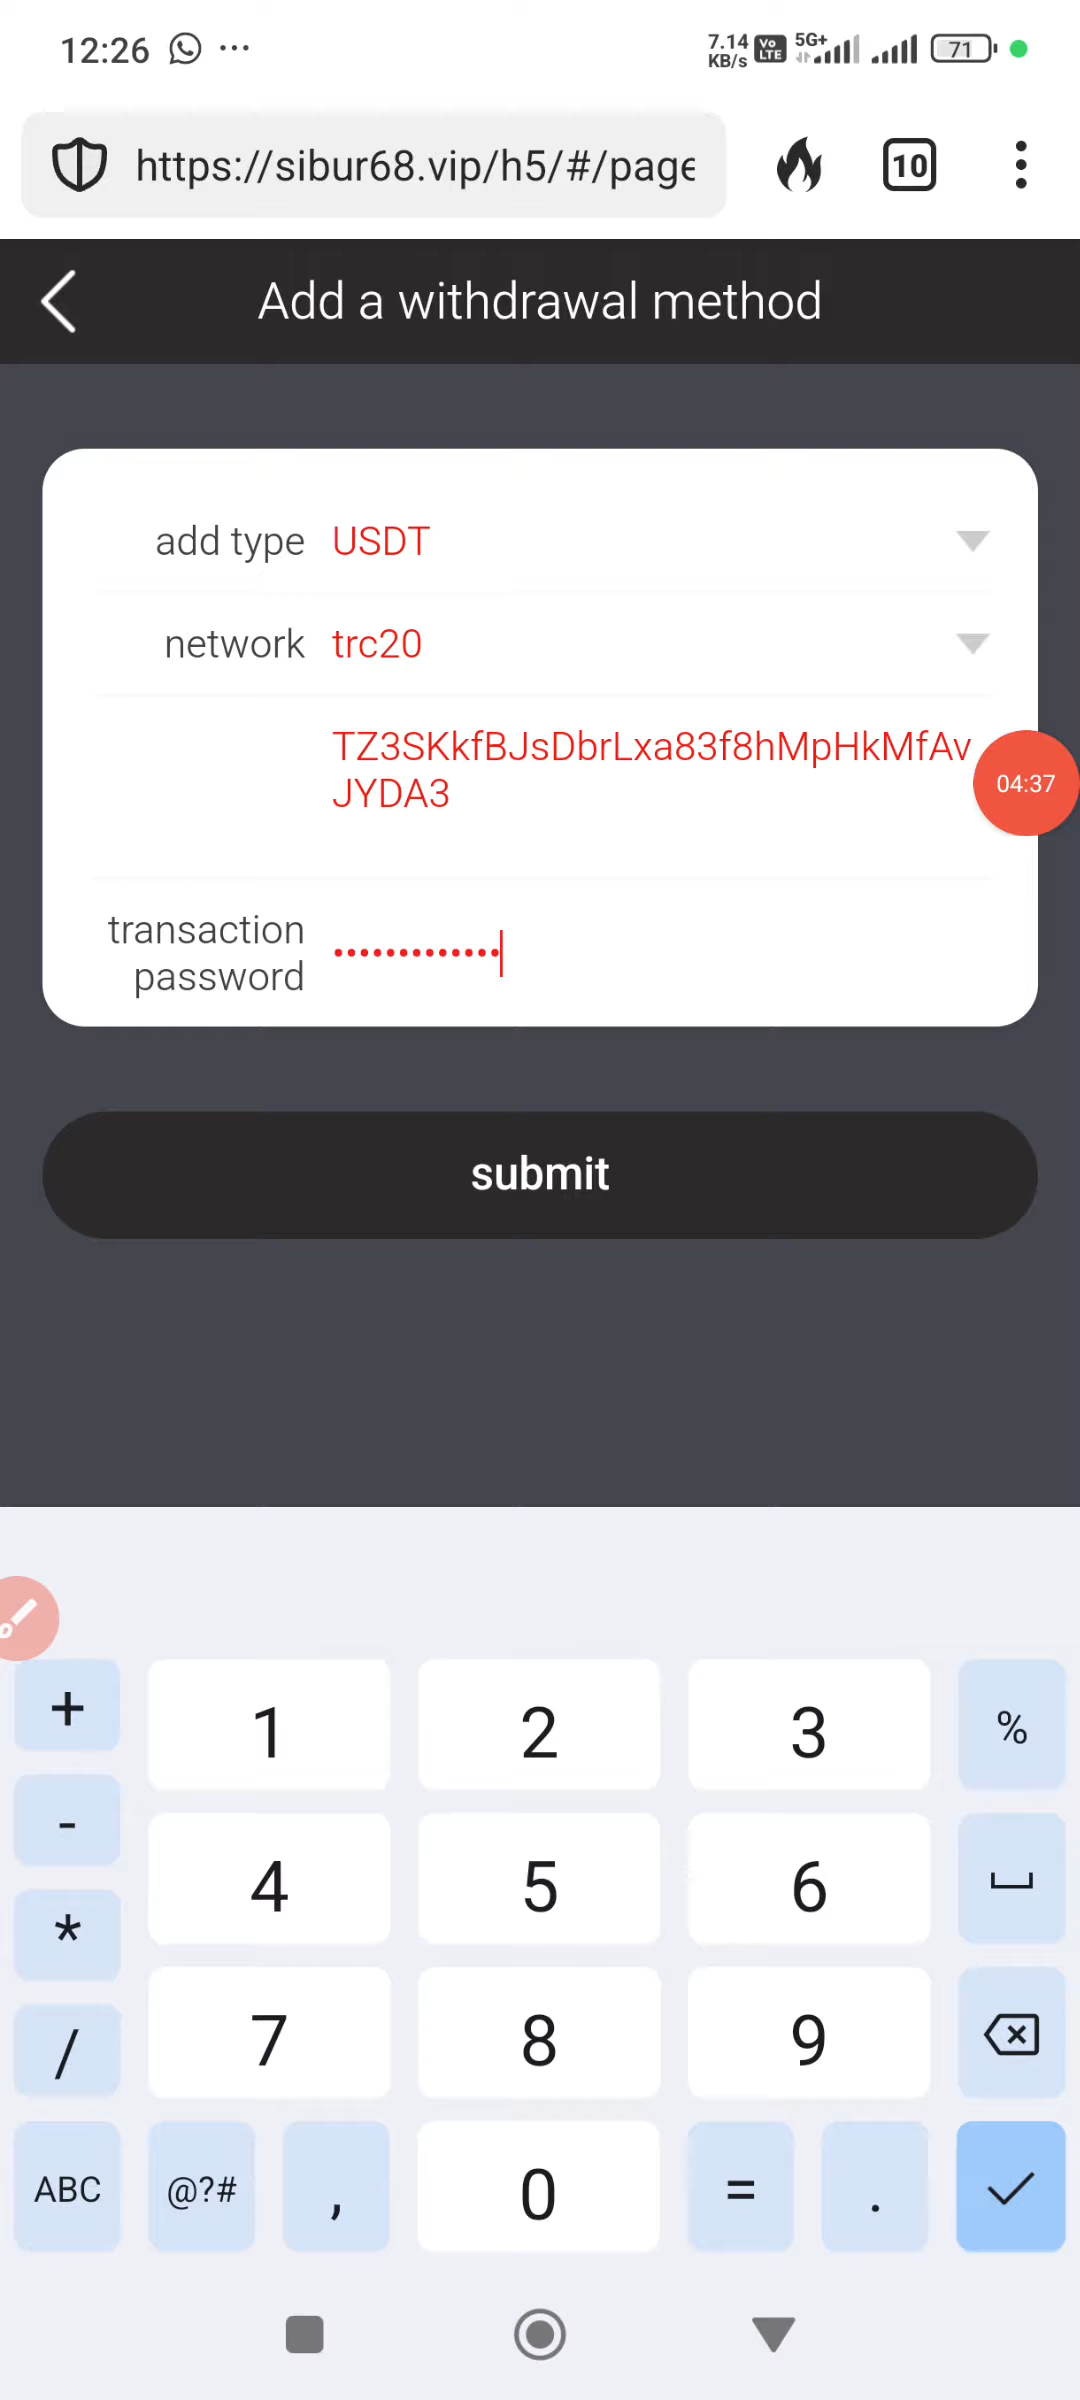 12:26 ...
7.14 KB/s Vo LTE 5G+ 71
https://sibur68.vip/h5/#/page
10
Add a withdrawal method
add type USDT
network trc20
TZ3SKkfBJsDbrLxa83f8hMpHkMfAv
JYDA3
04:37
transaction
password
submit
+ 1 2 3 %
- 4 5 6
* 7 8 9
/
ABC @?# , 0 = .